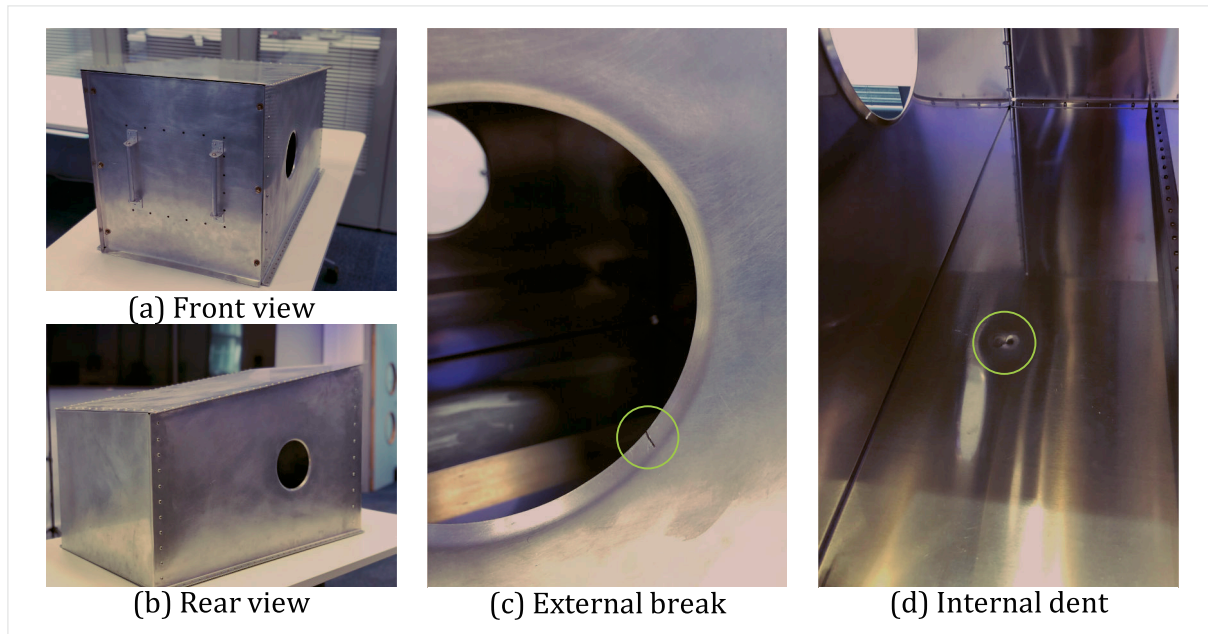 (a) Front view
(b) Rear view
(c) External break
(d) Internal dent